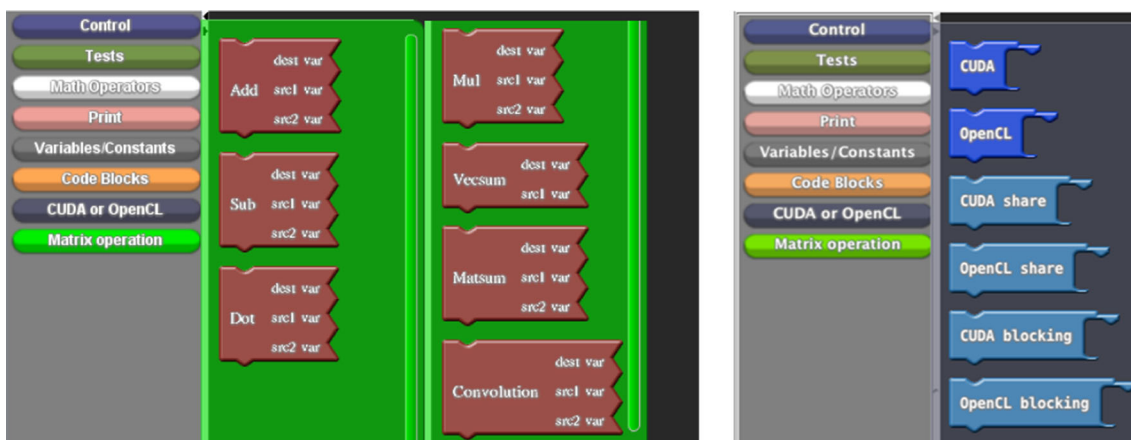 Control
Tests
Math Operators
Print
Variables/Constants
Code Blocks
CUDA or OpenCL
Matrix operation
dest var
Add src1 var
src2 var
dest var
Sub src1 var
src2 var
dest var
Dot src1 var
src2 var
dest var
Mul src1 var
src2 var
dest var
Vecsum
src1 var
dest var
Matsum src1 var
src2 var
dest var
Convolution src1 var
src2 var
Control
Tests
Math Operators
Print
Variables/Constants
Code Blocks
CUDA or OpenCL
Matrix operation
CUDA
OpenCL
CUDA share
OpenCL share
CUDA blocking
OpenCL blocking